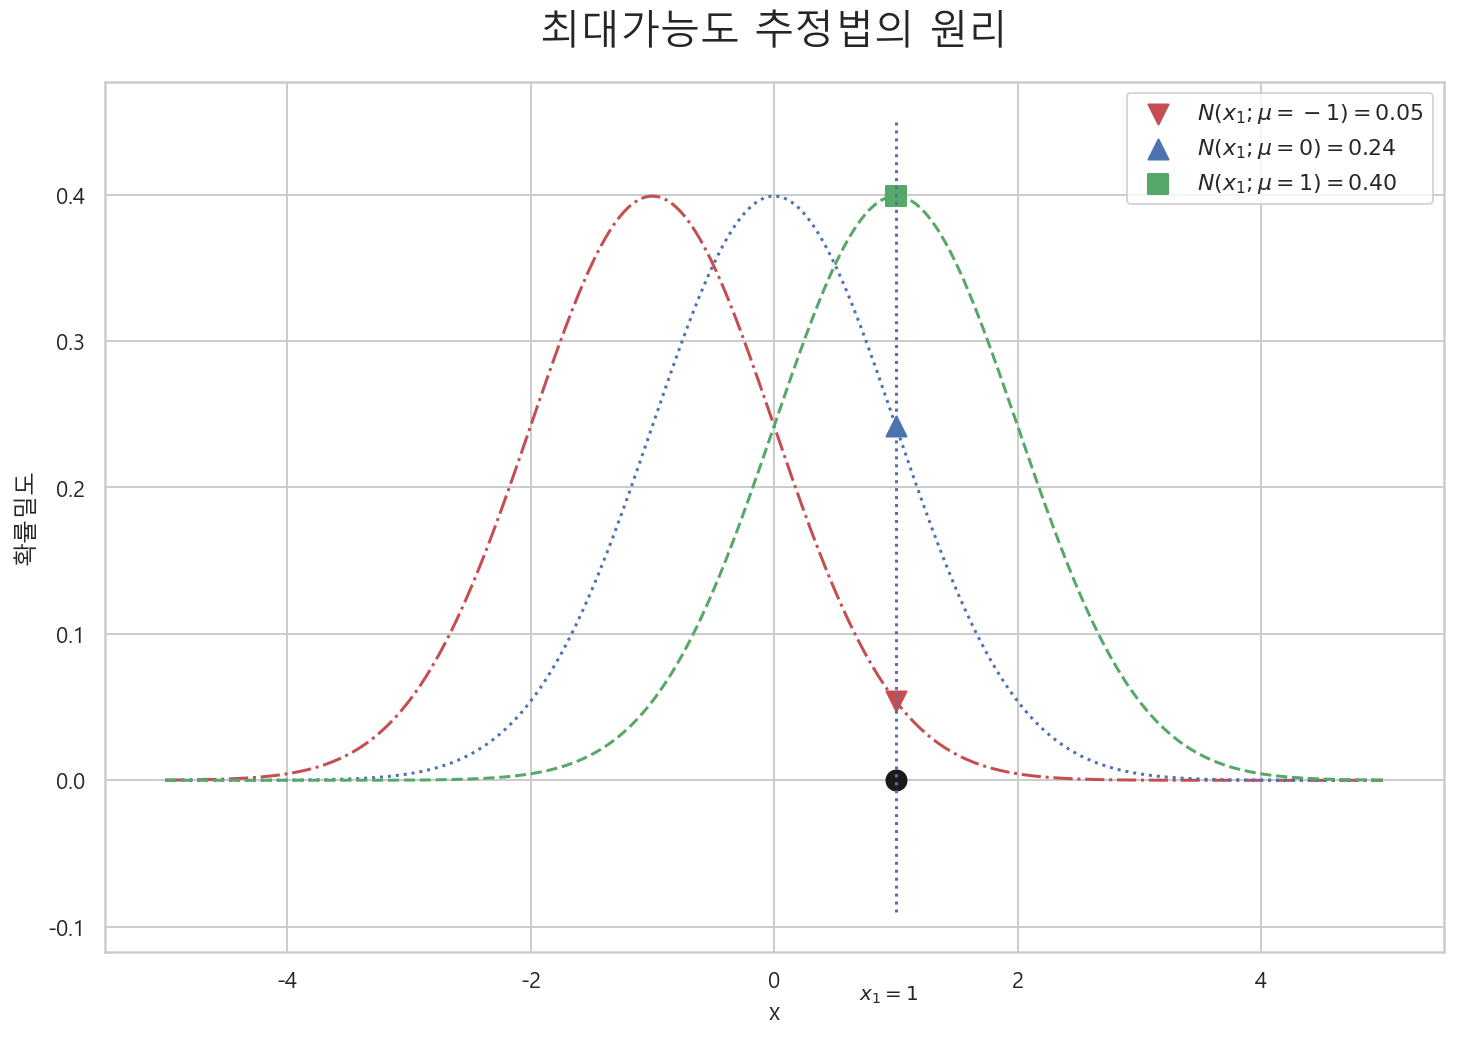 최대가능도 추정법의 원리
N(x₁; μ = −1) = 0.05
N(x₁; μ = 0) = 0.24
N(x₁; μ = 1) = 0.40
확률밀도
0.4
0.3
0.2
0.1
0.0
-0.1
-4
-2
0
2
4
x₁ = 1
x